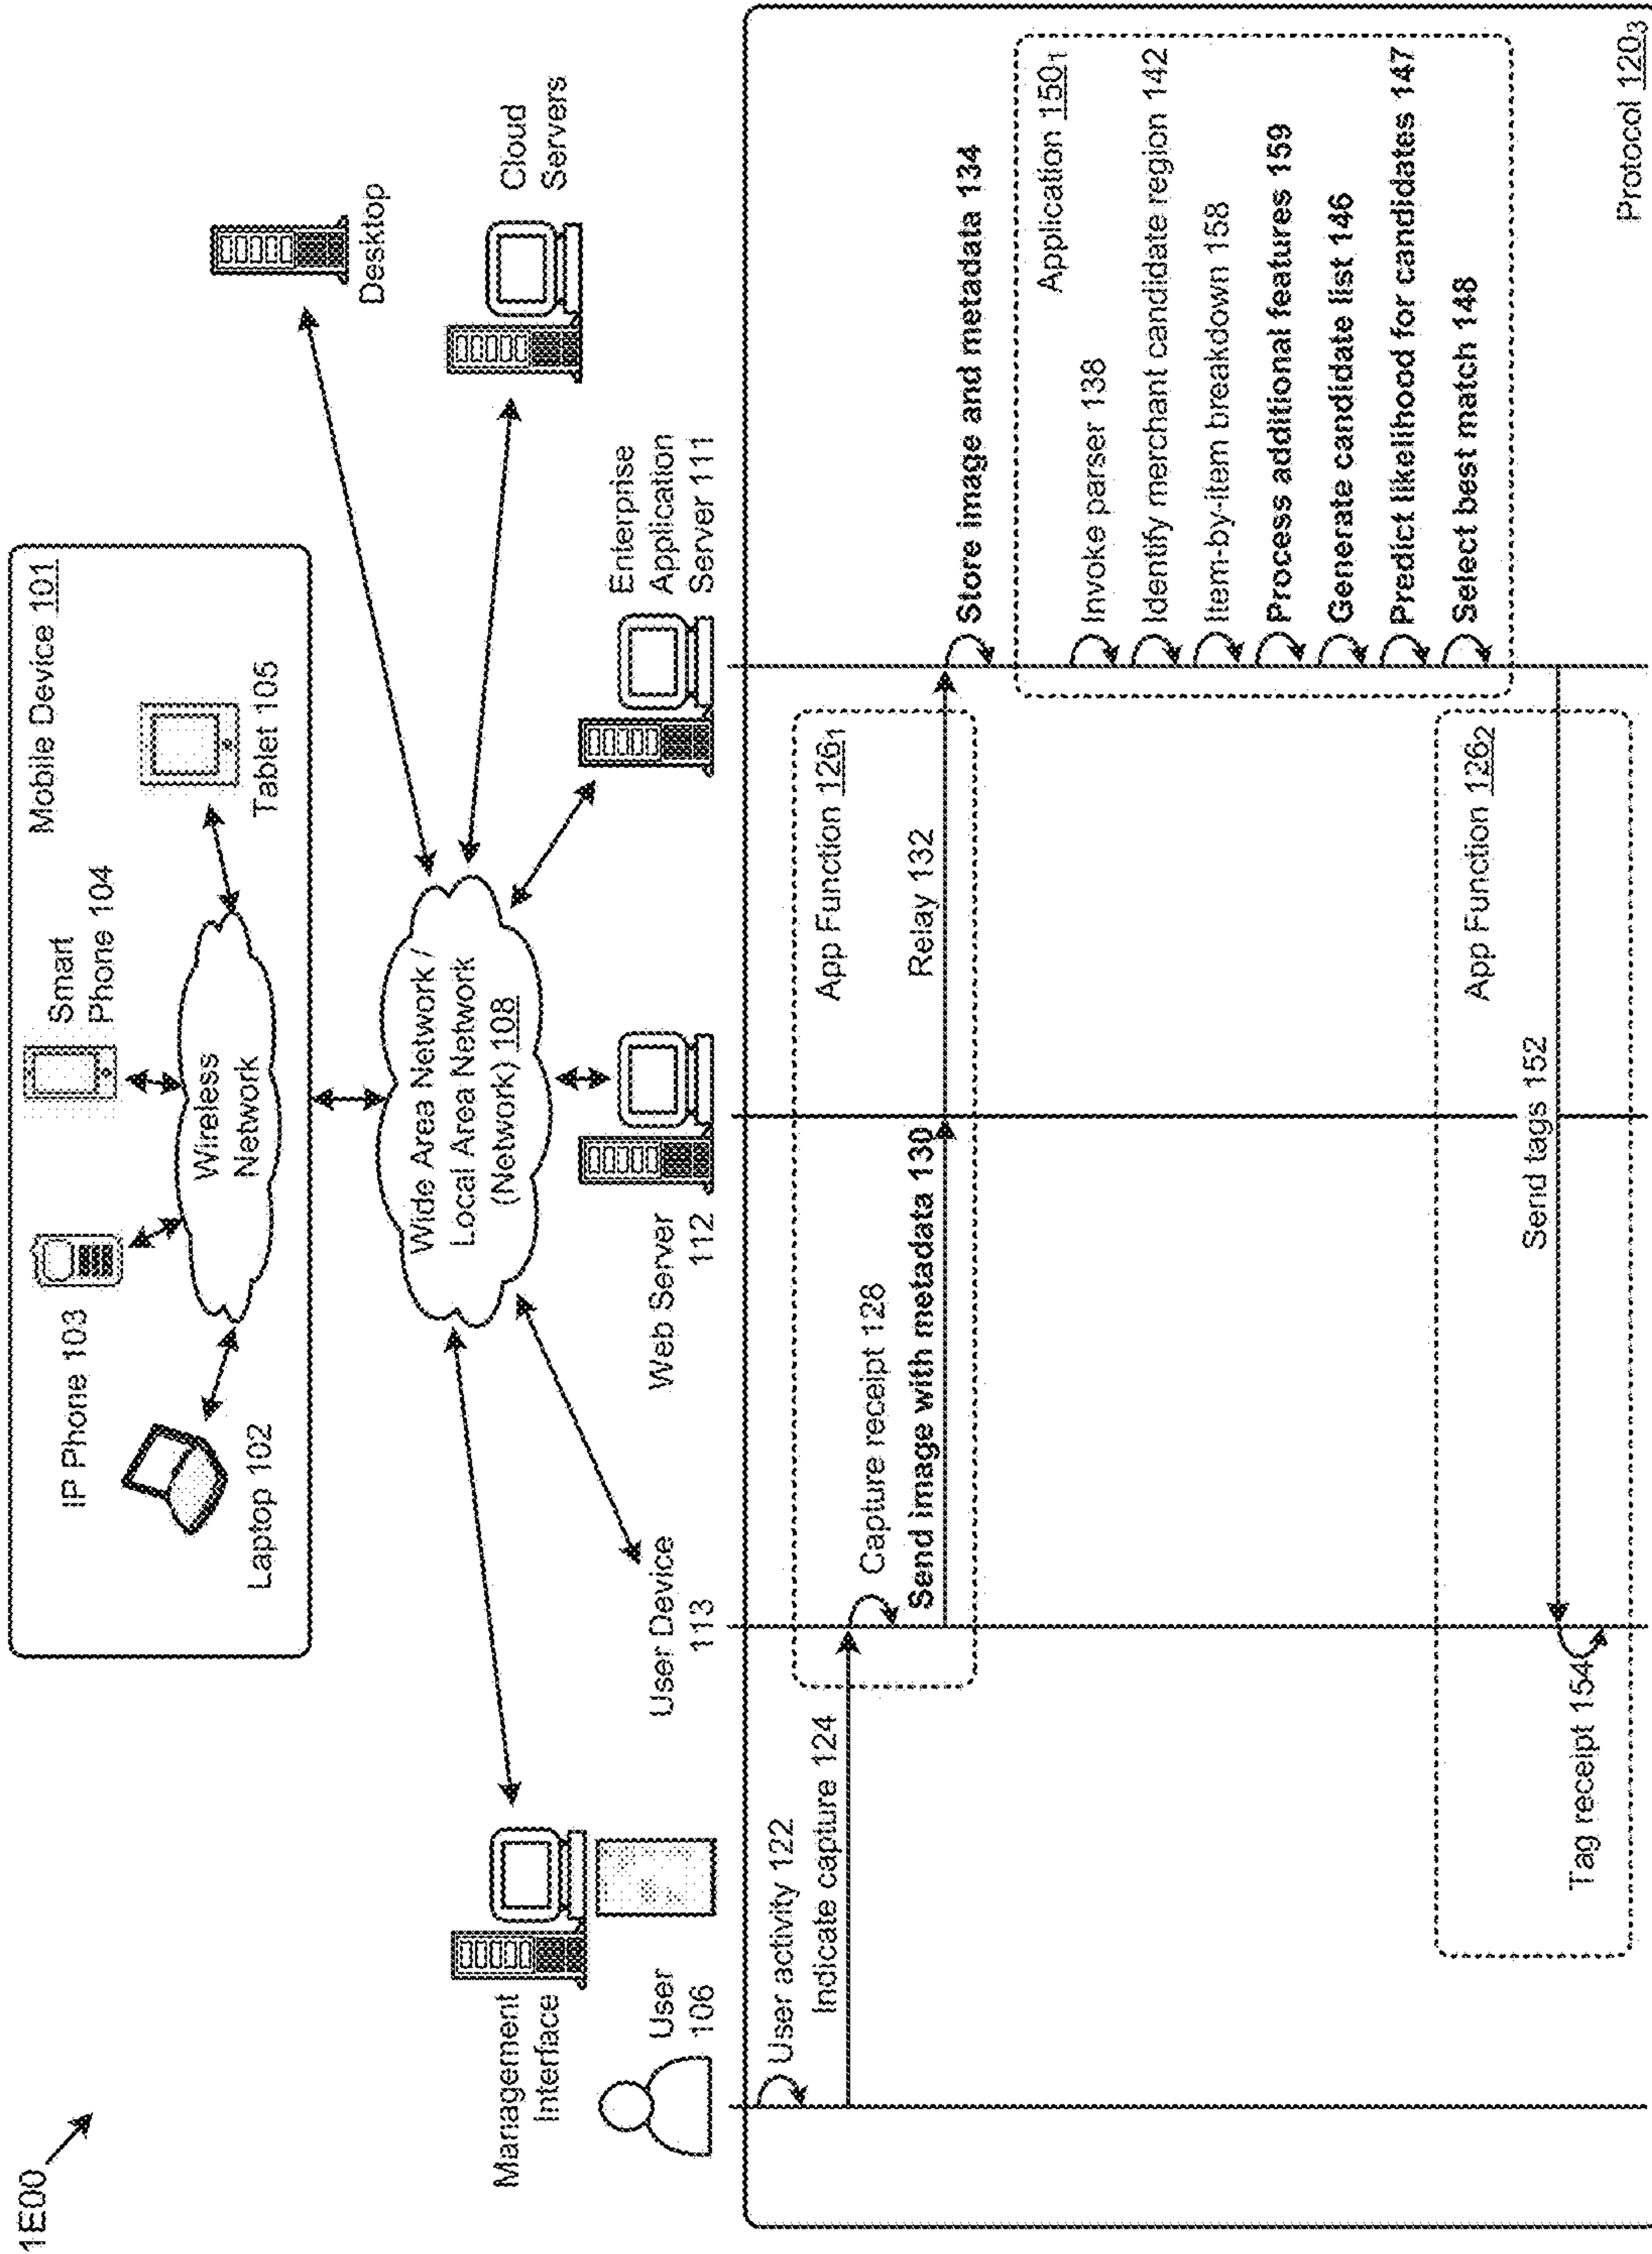 1E00
Mobile Device 101
IP Phone 103
Smart
Phone 104
Laptop 102
Wireless
Network
Tablet 105
Desktop
Wide Area Network /
Local Area Network
(Network) 108
Cloud
Servers
Management
Interface
User
106
User Device
113
Web Server
112
Enterprise
Application
Server 111
User activity 122
Indicate capture 124
App Function 126₁
Capture receipt 128
Send image with metadata 130
Relay 132
Store image and metadata 134
Application 150₁
Invoke parser 138
Identify merchant candidate region 142
Item-by-item breakdown 158
Process additional features 159
Generate candidate list 146
Predict likelihood for candidates 147
Select best match 148
App Function 126₂
Send tags 152
Tag receipt 154
Protocol 120₃